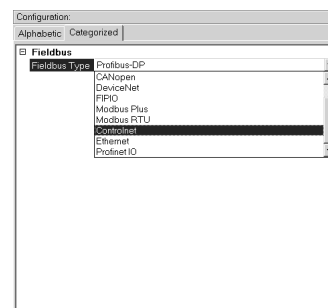 Configuration:
Alphabetic Categorized
Fieldbus
Fieldbus Type Profibus-DP
CANopen
DeviceNet
FIPIO
Modbus Plus
Modbus RTU
Controlnet
Ethernet
Profinet IO